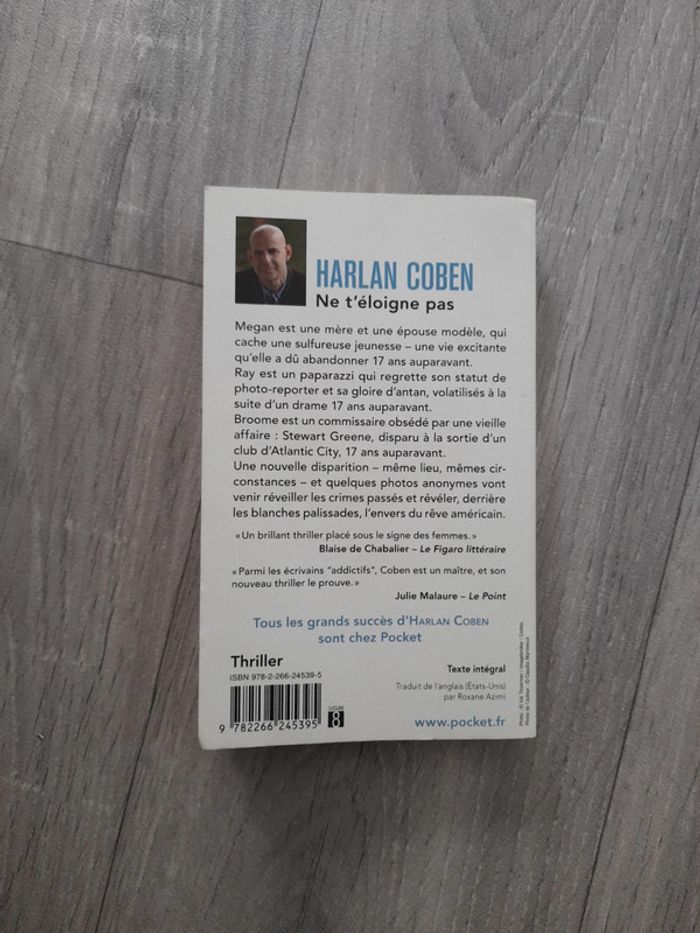 HARLAN COBEN
Ne t'éloigne pas
Megan est une mère et une épouse modèle, qui
cache une sulfureuse jeunesse – une vie excitante
qu'elle a dû abandonner 17 ans auparavant.
Ray est un paparazzi qui regrette son statut de
photo-reporter et sa gloire d'antan, volatilisés à la
suite d'un drame 17 ans auparavant.
Broome est un commissaire obsédé par une vieille
affaire : Stewart Greene, disparu à la sortie d'un
club d'Atlantic City, 17 ans auparavant.
Une nouvelle disparition – même lieu, mêmes cir-
constances – et quelques photos anonymes vont
venir réveiller les crimes passés et révéler, derrière
les blanches palissades, l'envers du rêve américain.
« Un brillant thriller placé sous le signe des femmes. »
Blaise de Chabalier – Le Figaro littéraire
« Parmi les écrivains "addictifs", Coben est un maître, et son
nouveau thriller le prouve. »
Julie Malaure – Le Point
Tous les grands succès d'HARLAN COBEN
sont chez Pocket
Thriller
ISBN 978-2-266-24539-5
Texte intégral
Traduit de l'anglais (États-Unis)
par Roxane Azimi
9 782266 245395
8
www.pocket.fr